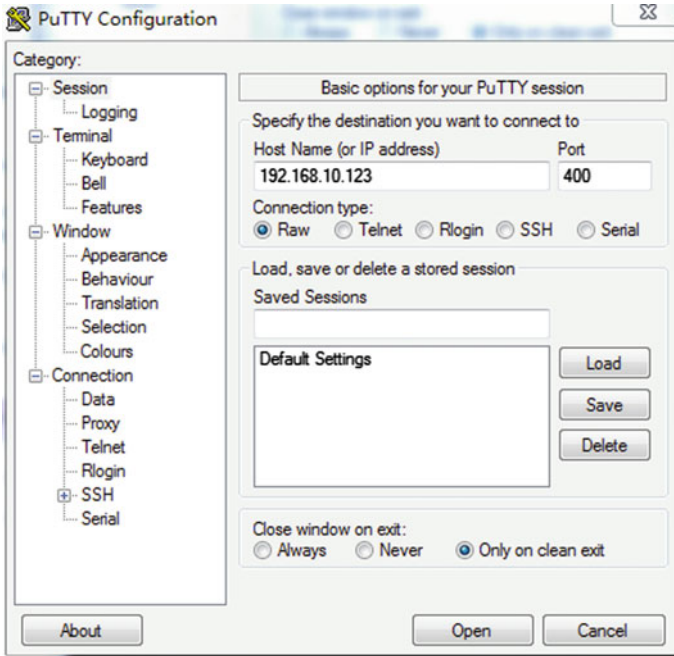 PuTTY Configuration
Category:
Session
Logging
Terminal
Keyboard
Bell
Features
Window
Appearance
Behaviour
Translation
Selection
Colours
Connection
Data
Proxy
Telnet
Rlogin
SSH
Serial
Basic options for your PuTTY session
Specify the destination you want to connect to
Host Name (or IP address) Port
192.168.10.123 400
Connection type:
Raw Telnet Rlogin SSH Serial
Load, save or delete a stored session
Saved Sessions
Default Settings
Load
Save
Delete
Close window on exit:
Always Never Only on clean exit
About Open Cancel